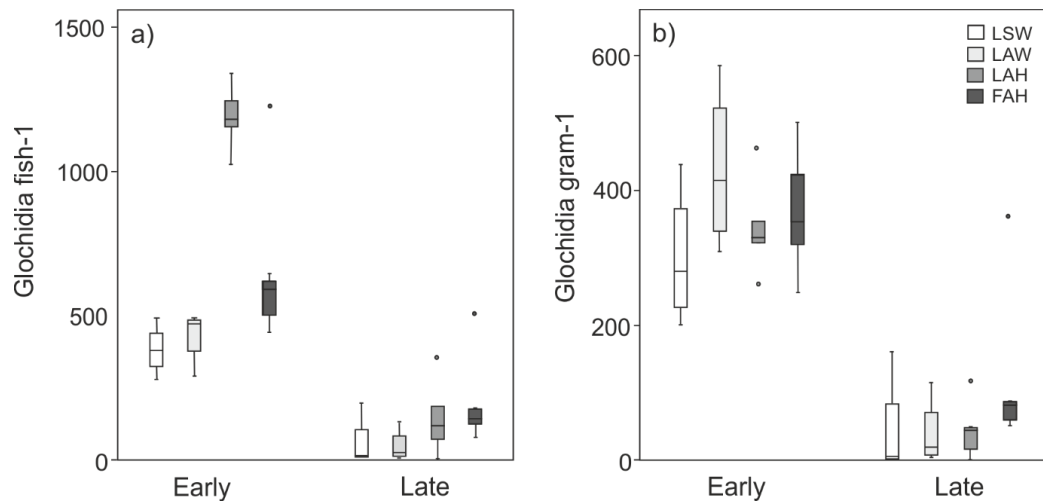 a)
1500
1000
500
0
Glochidia fish-1
Early Late
b)
LSW
LAW
LAH
FAH
600
400
200
0
Glochidia gram-1
Early Late